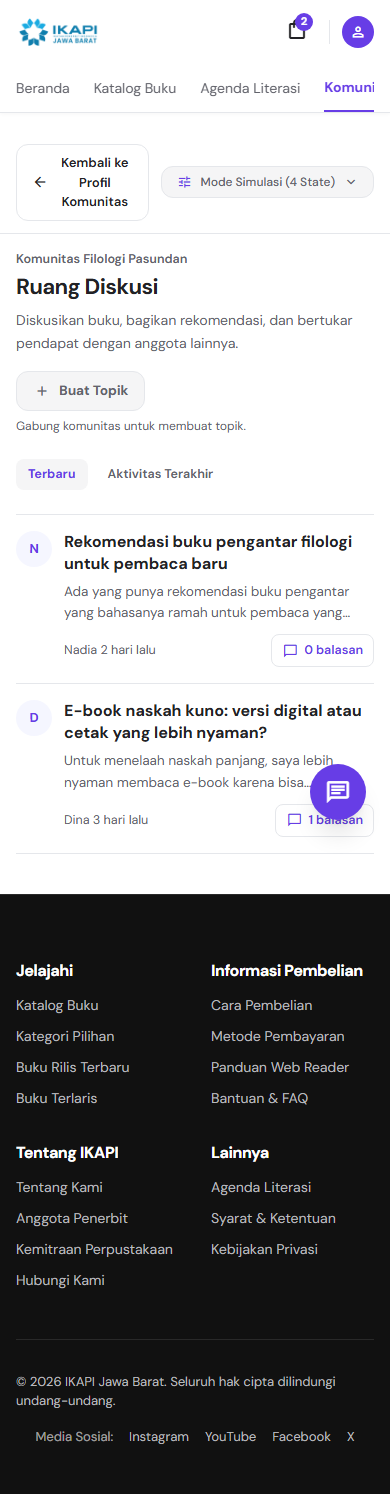 IKAPI
JAWA BARAT
2
Beranda
Katalog Buku
Agenda Literasi
Komuni
Kembali ke
Profil
Komunitas
Mode Simulasi (4 State)
Komunitas Filologi Pasundan
Ruang Diskusi
Diskusikan buku, bagikan rekomendasi, dan bertukar
pendapat dengan anggota lainnya.
Buat Topik
Gabung komunitas untuk membuat topik.
Terbaru
Aktivitas Terakhir
N
Rekomendasi buku pengantar filologi
untuk pembaca baru
Ada yang punya rekomendasi buku pengantar
yang bahasanya ramah untuk pembaca yang…
Nadia 2 hari lalu
0 balasan
D
E-book naskah kuno: versi digital atau
cetak yang lebih nyaman?
Untuk menelaah naskah panjang, saya lebih
nyaman membaca e-book karena bisa…
Dina 3 hari lalu
1 balasan
Jelajahi
Katalog Buku
Kategori Pilihan
Buku Rilis Terbaru
Buku Terlaris
Informasi Pembelian
Cara Pembelian
Metode Pembayaran
Panduan Web Reader
Bantuan & FAQ
Tentang IKAPI
Tentang Kami
Anggota Penerbit
Kemitraan Perpustakaan
Hubungi Kami
Lainnya
Agenda Literasi
Syarat & Ketentuan
Kebijakan Privasi
© 2026 IKAPI Jawa Barat. Seluruh hak cipta dilindungi
undang-undang.
Media Sosial:
Instagram
YouTube
Facebook
X